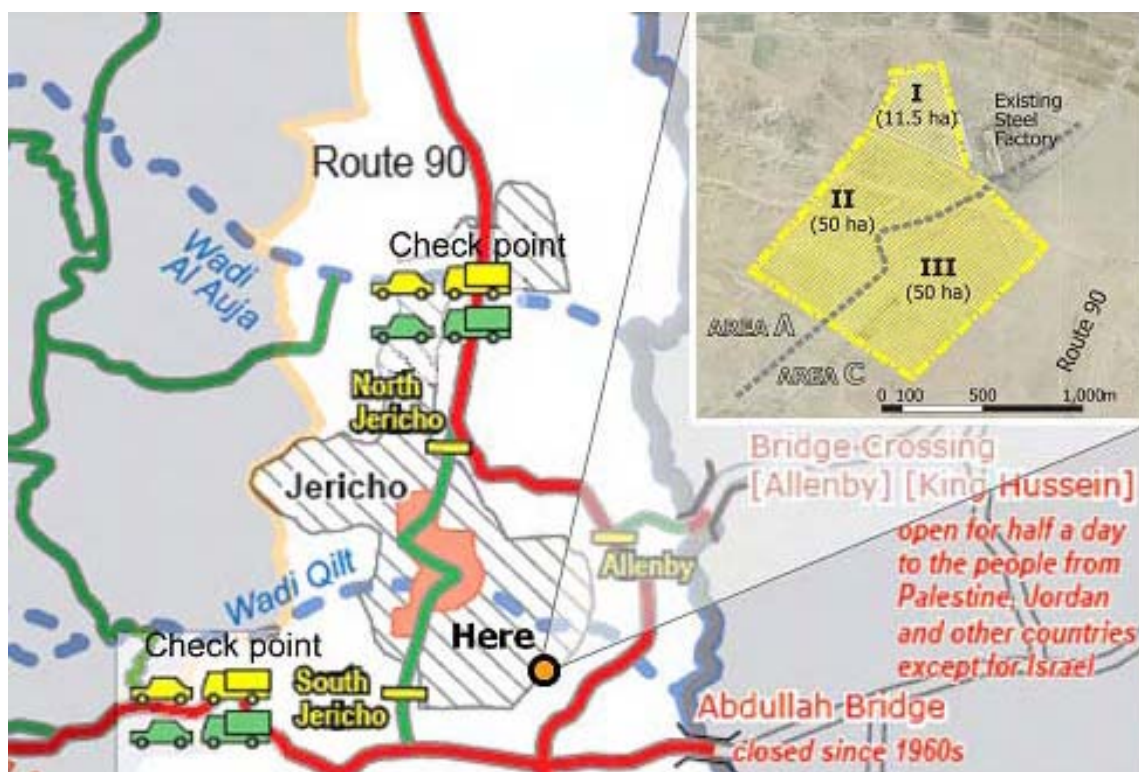 Route 90
Check point
Wadi
Al Auja
North
Jericho
Jericho
Wadi Qilt
Here
Allenby
Check point
South
Jericho
I
(11.5 ha)
Existing
Steel
Factory
II
(50 ha)
III
(50 ha)
AREA A
AREA C
Route 90
0 100 500 1,000m
Bridge Crossing
[Allenby] [King Hussein]
open for half a day
to the people from
Palestine, Jordan
and other countries
except for Israel
Abdullah Bridge
closed since 1960s